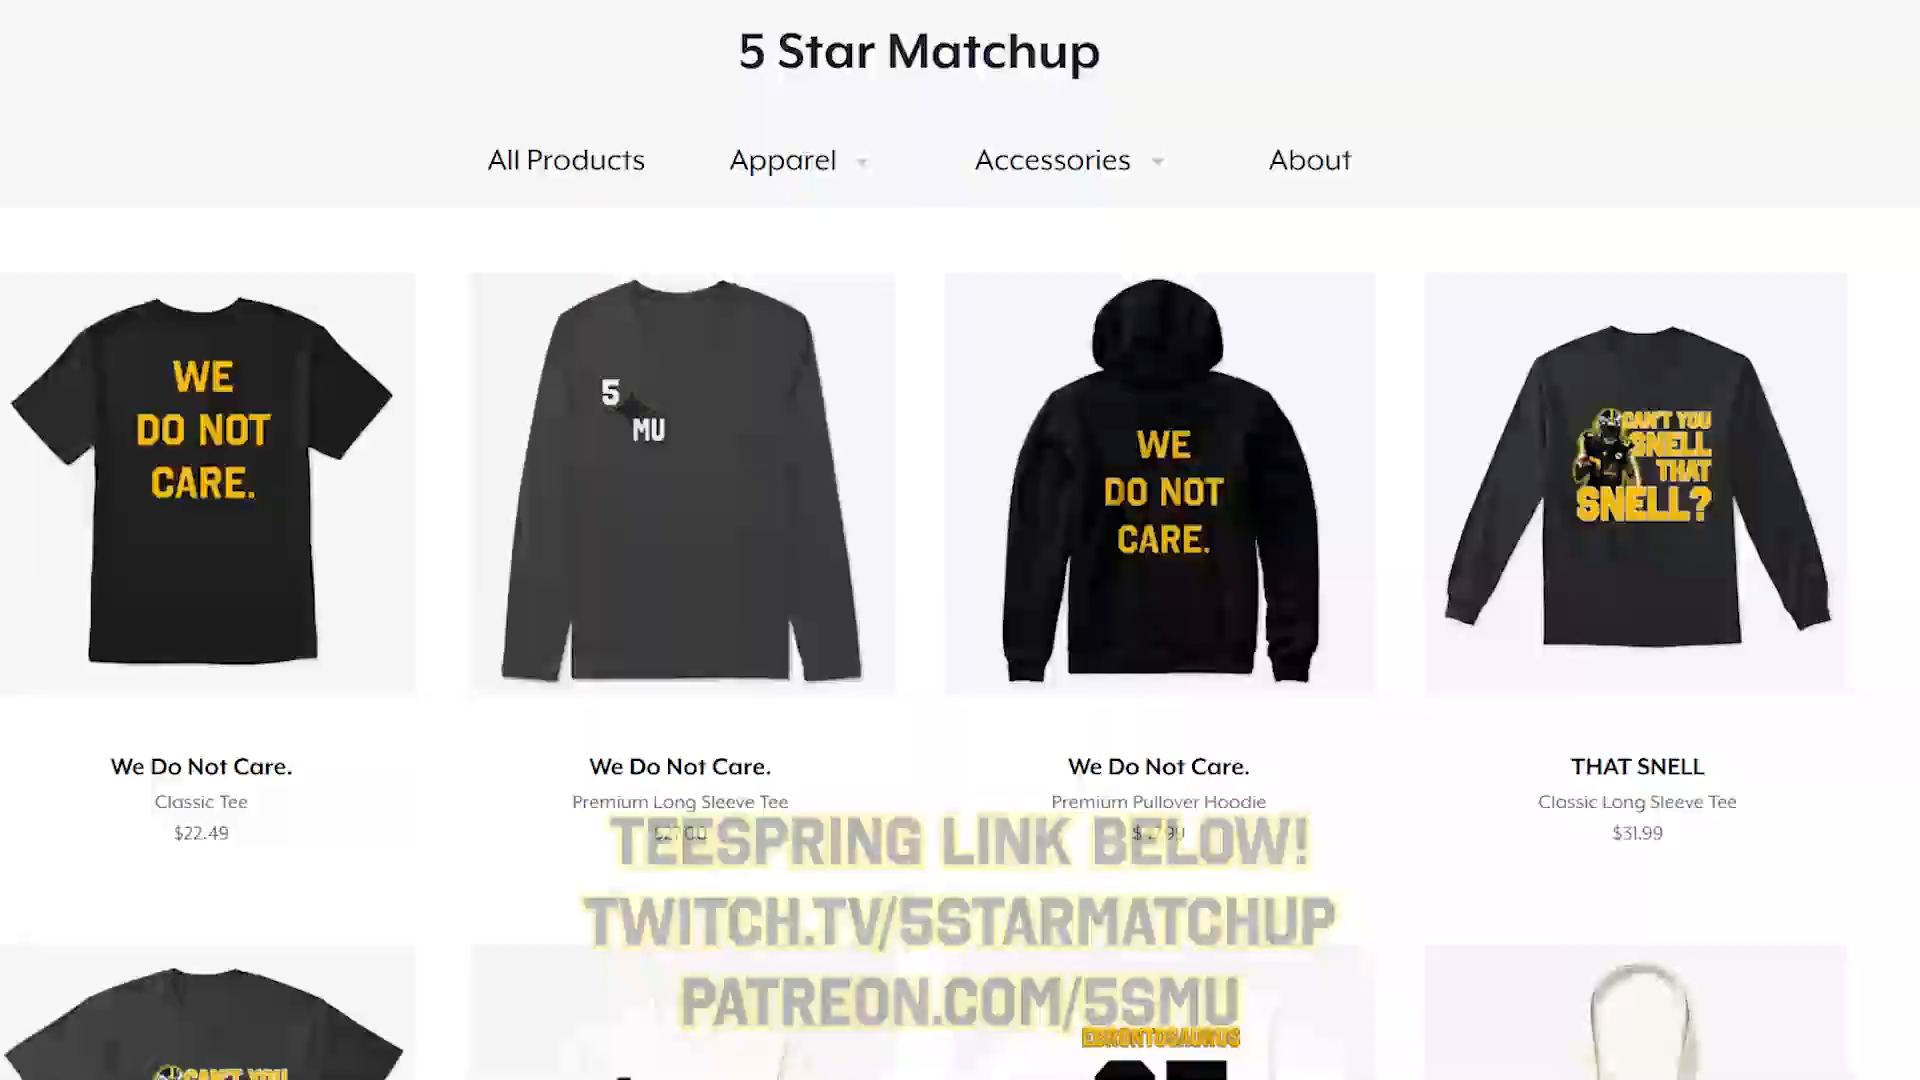 5 Star Matchup
All Products Apparel Accessories About
WE
DO NOT
CARE.
5
MU
WE
DO NOT
CARE.
CAN'T YOU
SNELL
THAT
SNELL?
We Do Not Care.
Classic Tee
$22.49
We Do Not Care.
Premium Long Sleeve Tee
We Do Not Care.
Premium Pullover Hoodie
THAT SNELL
Classic Long Sleeve Tee
$31.99
TEESPRING LINK BELOW!
TWITCH.TV/5STARMATCHUP
PATREON.COM/5SMU
EBRONTOSAURUS
CAN'T YOU